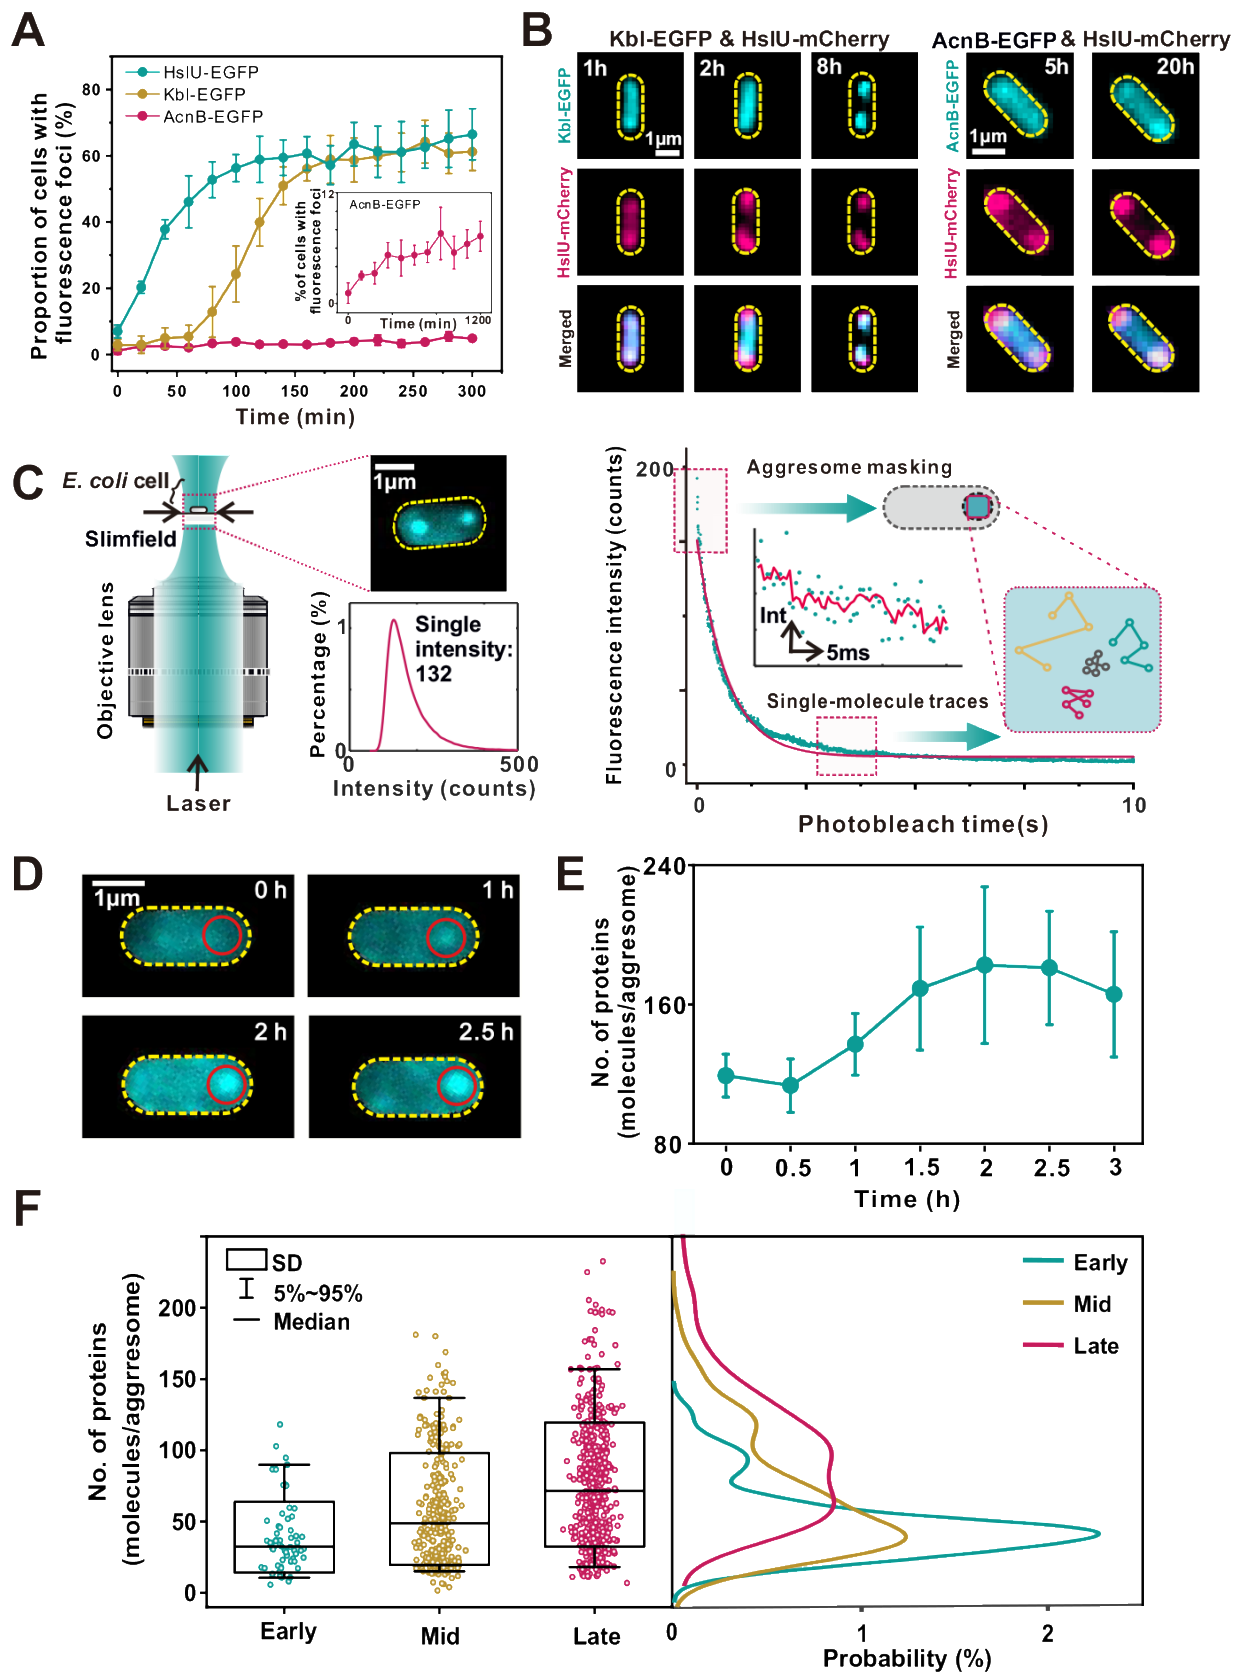 A
HslU-EGFP
Kbl-EGFP
AcnB-EGFP
Proportion of cells with
fluorescence foci (%)
80
60
40
20
0
0
50
100
150
200
250
300
Time (min)
AcnB-EGFP
%of cells with
fluorescence foci
12
0
0
Time (min)
1200
B
Kbl-EGFP & HslU-mCherry
AcnB-EGFP & HslU-mCherry
1h
2h
8h
5h
20h
1µm
1µm
Kbl-EGFP
HslU-mCherry
Merged
AcnB-EGFP
HslU-mCherry
Merged
C
E. coli cell
Slimfield
Objective lens
Laser
1µm
Percentage (%)
1
0
Single
intensity:
132
0
500
Intensity (counts)
Fluorescence intensity (counts)
200
0
Aggresome masking
Int
5ms
Single-molecule traces
0
10
Photobleach time(s)
D
1µm
0 h
1 h
2 h
2.5 h
E
No. of proteins
(molecules/aggresome)
240
160
80
0
0.5
1
1.5
2
2.5
3
Time (h)
F
No. of proteins
(molecules/aggrresome)
200
150
100
50
0
SD
5%~95%
Median
Early
Mid
Late
Early
Mid
Late
0
1
2
Probability (%)